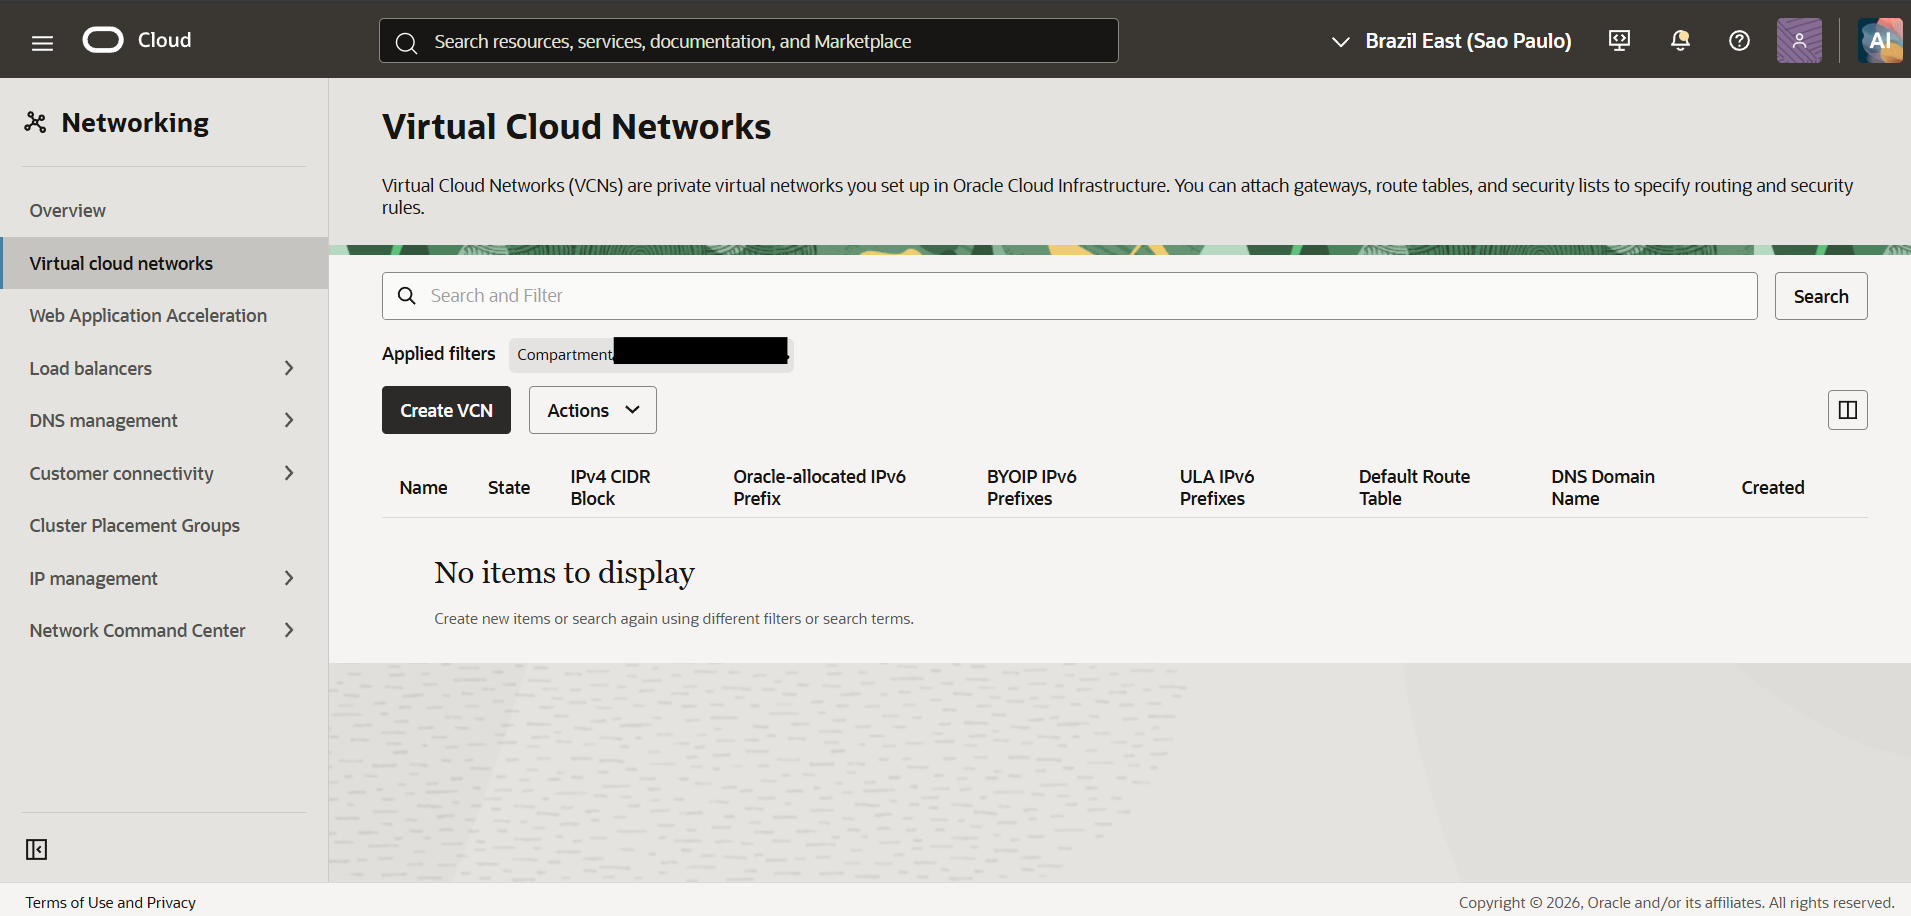 Cloud
Search resources, services, documentation, and Marketplace
Brazil East (Sao Paulo)
AI
Networking
Overview
Virtual cloud networks
Web Application Acceleration
Load balancers
DNS management
Customer connectivity
Cluster Placement Groups
IP management
Network Command Center
Virtual Cloud Networks
Virtual Cloud Networks (VCNs) are private virtual networks you set up in Oracle Cloud Infrastructure. You can attach gateways, route tables, and security lists to specify routing and security
rules.
Search and Filter
Search
Applied filters
Compartment
Create VCN
Actions
Name
State
IPv4 CIDR
Block
Oracle-allocated IPv6
Prefix
BYOIP IPv6
Prefixes
ULA IPv6
Prefixes
Default Route
Table
DNS Domain
Name
Created
No items to display
Create new items or search again using different filters or search terms.
Terms of Use and Privacy
Copyright © 2026, Oracle and/or its affiliates. All rights reserved.